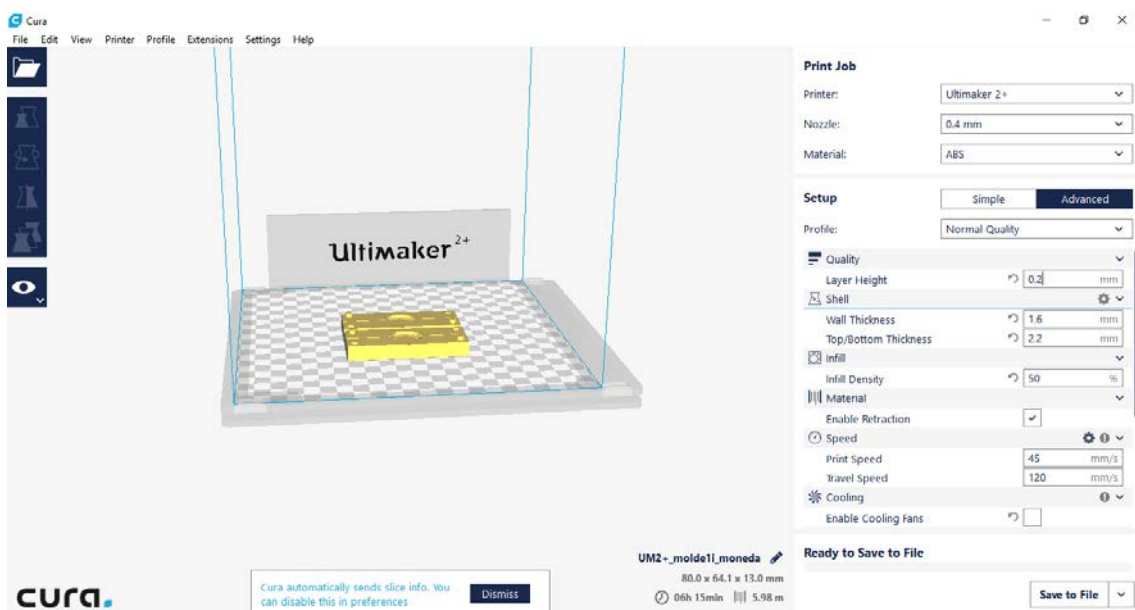 Cura
File Edit View Printer Profile Extensions Settings Help
Ultimaker 2+
Print Job
Printer: Ultimaker 2+
Nozzle: 0.4 mm
Material: ABS
Setup Simple Advanced
Profile: Normal Quality
Quality
Layer Height 0.2 mm
Shell
Wall Thickness 1.6 mm
Top/Bottom Thickness 2.2 mm
Infill
Infill Density 50 %
Material
Enable Retraction
Speed
Print Speed 45 mm/s
Travel Speed 120 mm/s
Cooling
Enable Cooling Fans
UM2+_molde1l_moneda
80.0 x 64.1 x 13.0 mm
06h 15min 5.98 m
Ready to Save to File
Save to File
cura.
Cura automatically sends slice info. You
can disable this in preferences
Dismiss